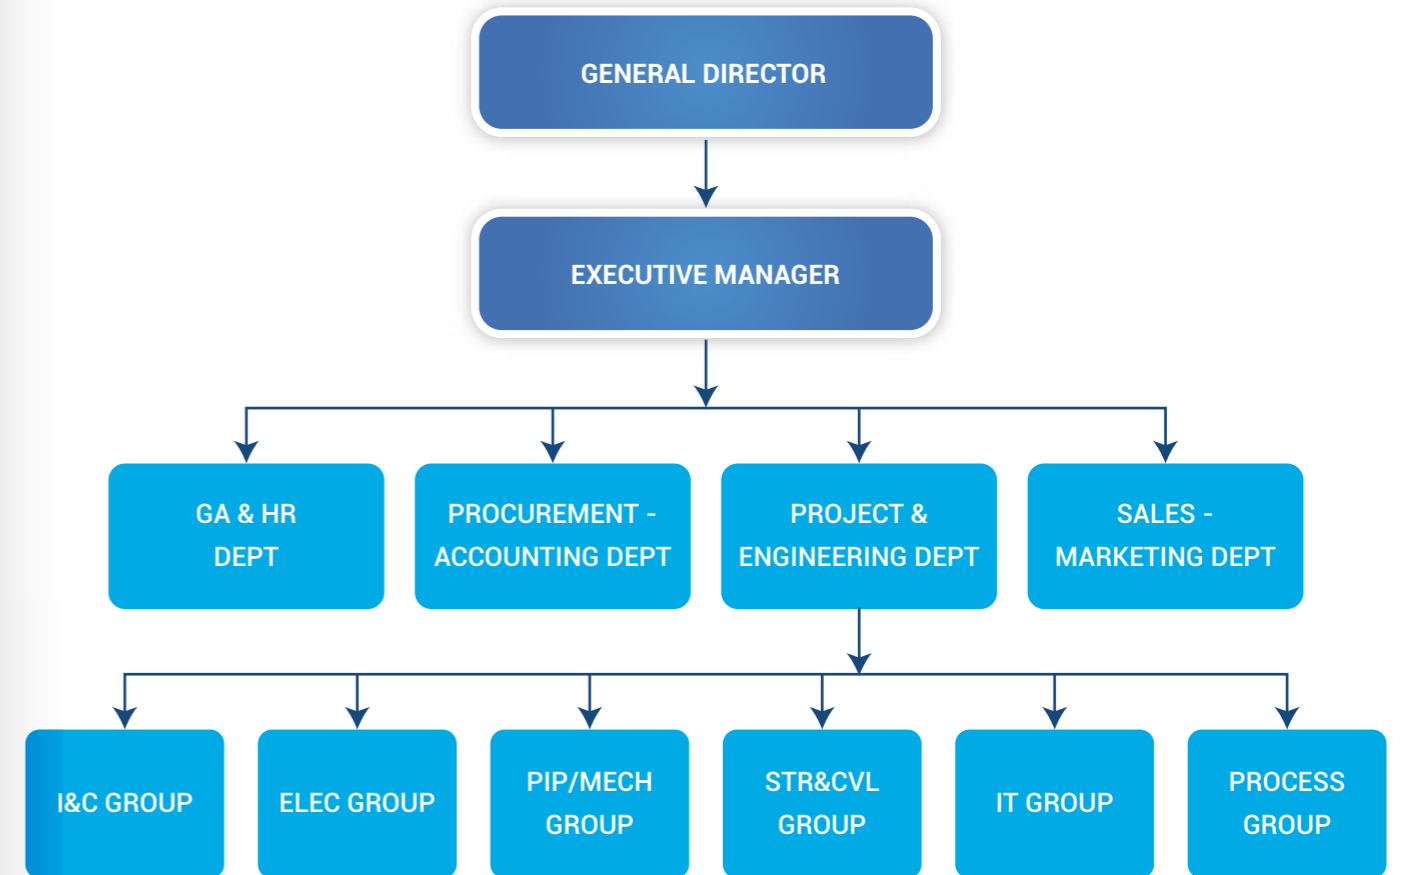 GENERAL DIRECTOR
EXECUTIVE MANAGER
GA & HR
DEPT
PROCUREMENT -
ACCOUNTING DEPT
PROJECT &
ENGINEERING DEPT
SALES -
MARKETING DEPT
I&C GROUP
ELEC GROUP
PIP/MECH
GROUP
STR&CVL
GROUP
IT GROUP
PROCESS
GROUP